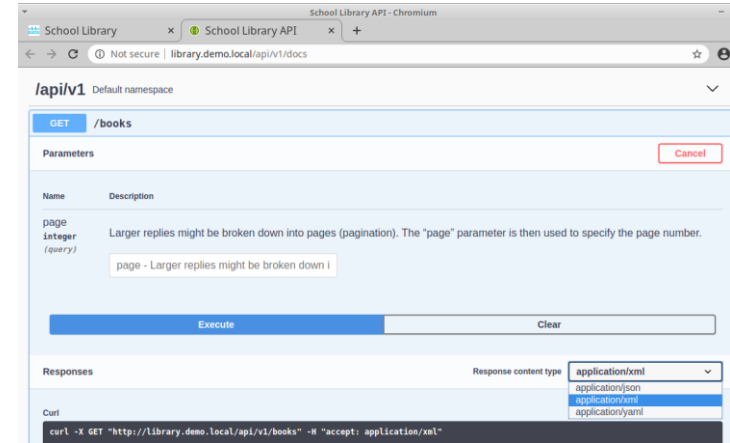 School Library API - Chromium
School Library × School Library API × +
Not secure | library.demo.local/api/v1/docs
/api/v1 Default namespace
GET /books
Parameters Cancel
Name Description
page
integer
(query)
Larger replies might be broken down into pages (pagination). The "page" parameter is then used to specify the page number.
page - Larger replies might be broken down i
Execute Clear
Responses Response content type application/xml
application/json
application/xml
application/yaml
Curl
curl -X GET "http://library.demo.local/api/v1/books" -H "accept: application/xml"